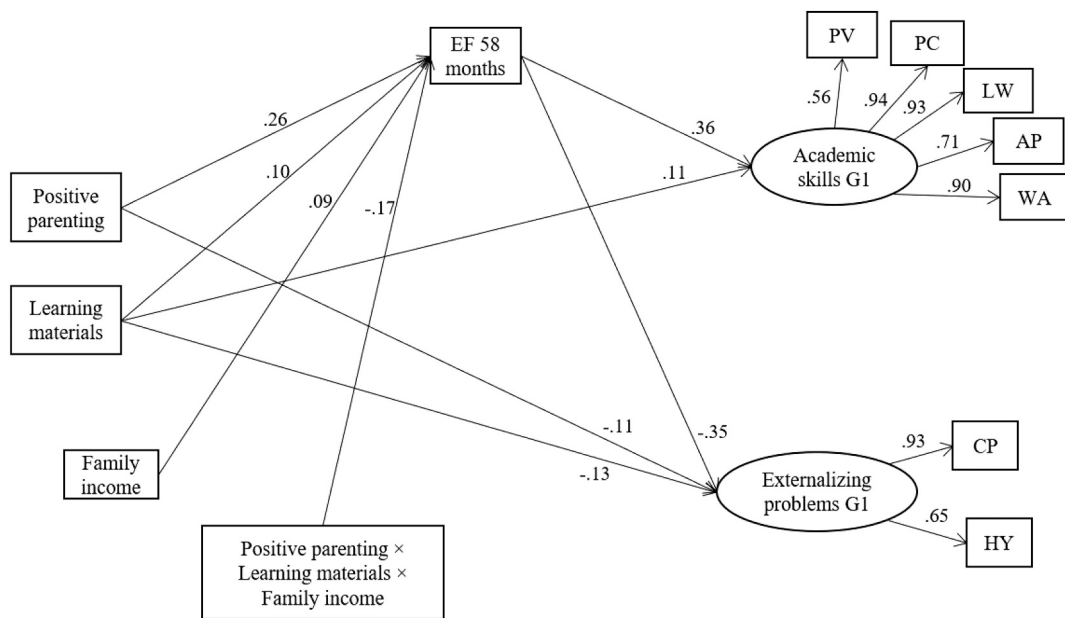 EF 58
months
PV
PC
LW
AP
WA
.56
.94
.93
.71
.90
Academic
skills G1
.26
.10
.09
-.17
.36
.11
Positive
parenting
Learning
materials
Family
income
Positive parenting ×
Learning materials ×
Family income
-.11
-.13
-.35
Externalizing
problems G1
.93
.65
CP
HY